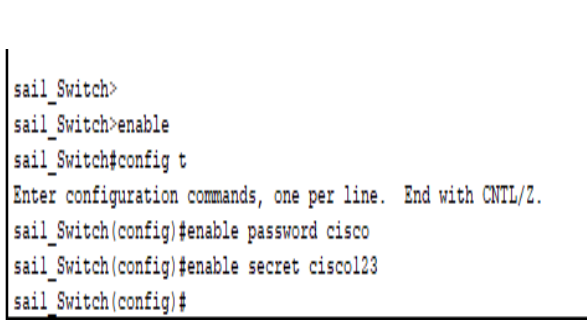 sail_Switch>
sail_Switch>enable
sail_Switch#config t
Enter configuration commands, one per line.  End with CNTL/Z.
sail_Switch(config)#enable password cisco
sail_Switch(config)#enable secret cisco123
sail_Switch(config)#